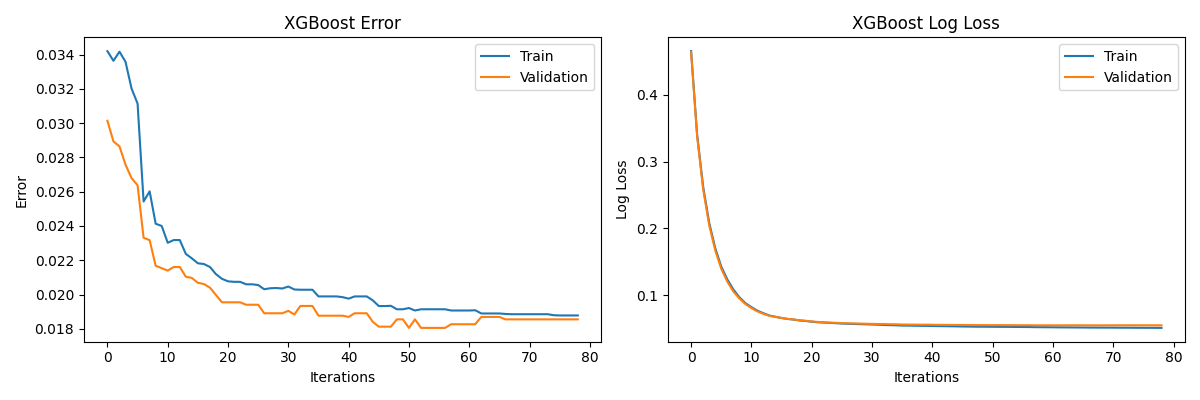 XGBoost Error
Error
0.034
0.032
0.030
0.028
0.026
0.024
0.022
0.020
0.018
Train
Validation
0 10 20 30 40 50 60 70 80
Iterations
XGBoost Log Loss
Log Loss
0.4
0.3
0.2
0.1
Train
Validation
0 10 20 30 40 50 60 70 80
Iterations